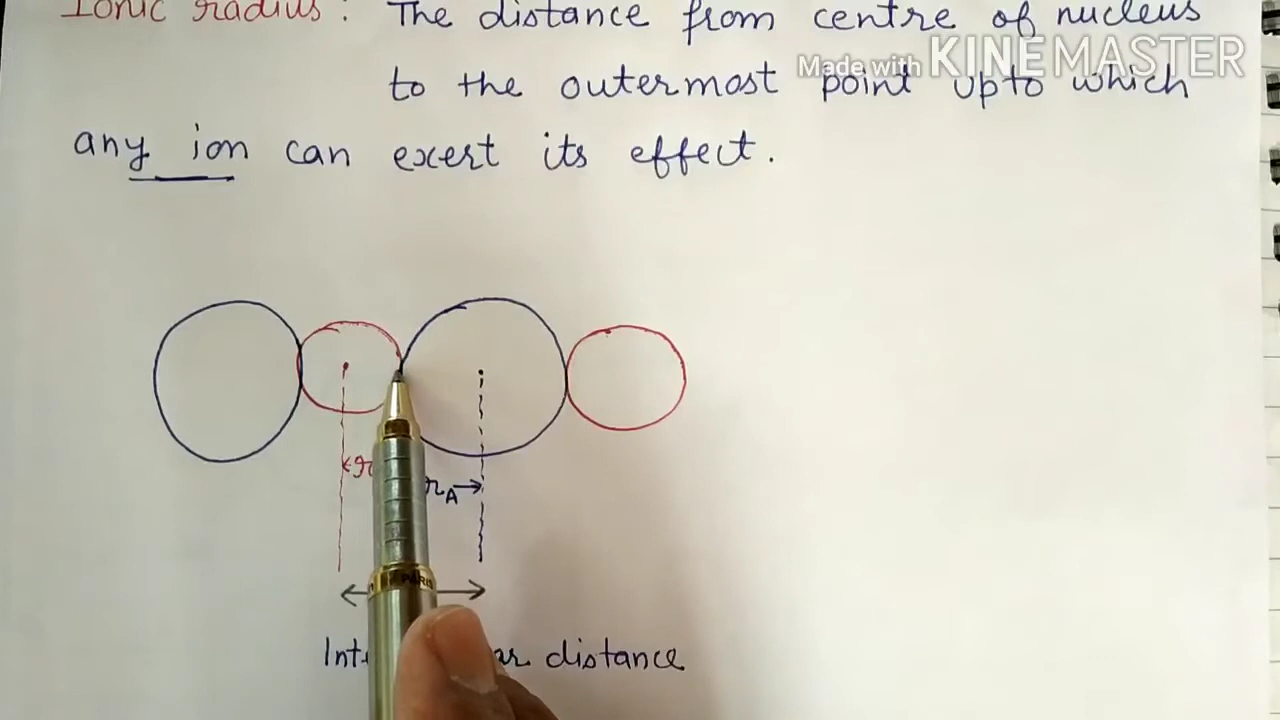 Ionic radius: The distance from centre of nucleus
Made with KINEMASTER
to the outermost point upto which
any ion can exert its effect.
rA
PARIS
distance